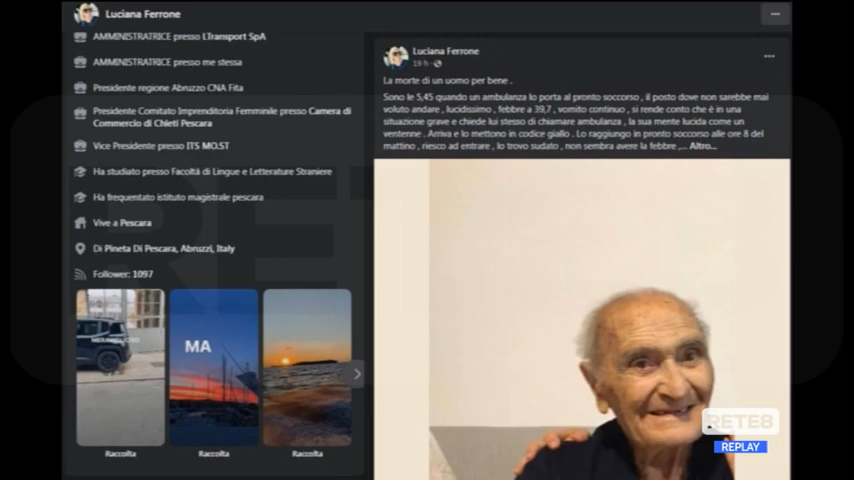 Luciana Ferrone
AMMINISTRATRICE presso LTransport SpA
AMMINISTRATRICE presso me stessa
Presidente regione Abruzzo CNA Fita
Presidente Comitato Imprenditoria Femminile presso Camera di
Commercio di Chieti Pescara
Vice Presidente presso ITS MO.ST
Ha studiato presso Facoltà di Lingue e Letterature Straniere
Ha frequentato istituto magistrale pescara
Vive a Pescara
Di Pineta Di Pescara, Abruzzi, Italy
Follower: 1097
MA
Raccolta
Raccolta
Raccolta
Luciana Ferrone
19 h
La morte di un uomo per bene .
Sono le 5,45 quando un ambulanza lo porta al pronto soccorso , il posto dove non sarebbe mai
voluto andare , lucidissimo , febbre a 39,7 , vomito continuo , si rende conto che è in una
situazione grave e chiede lui stesso di chiamare ambulanza , la sua mente lucida come un
ventenne . Arriva e lo mettono in codice giallo . Lo raggiungo in pronto soccorso alle ore 8 del
mattino , riesco ad entrare , lo trovo sudato , non sembra avere la febbre ,... Altro...
RETE8
REPLAY